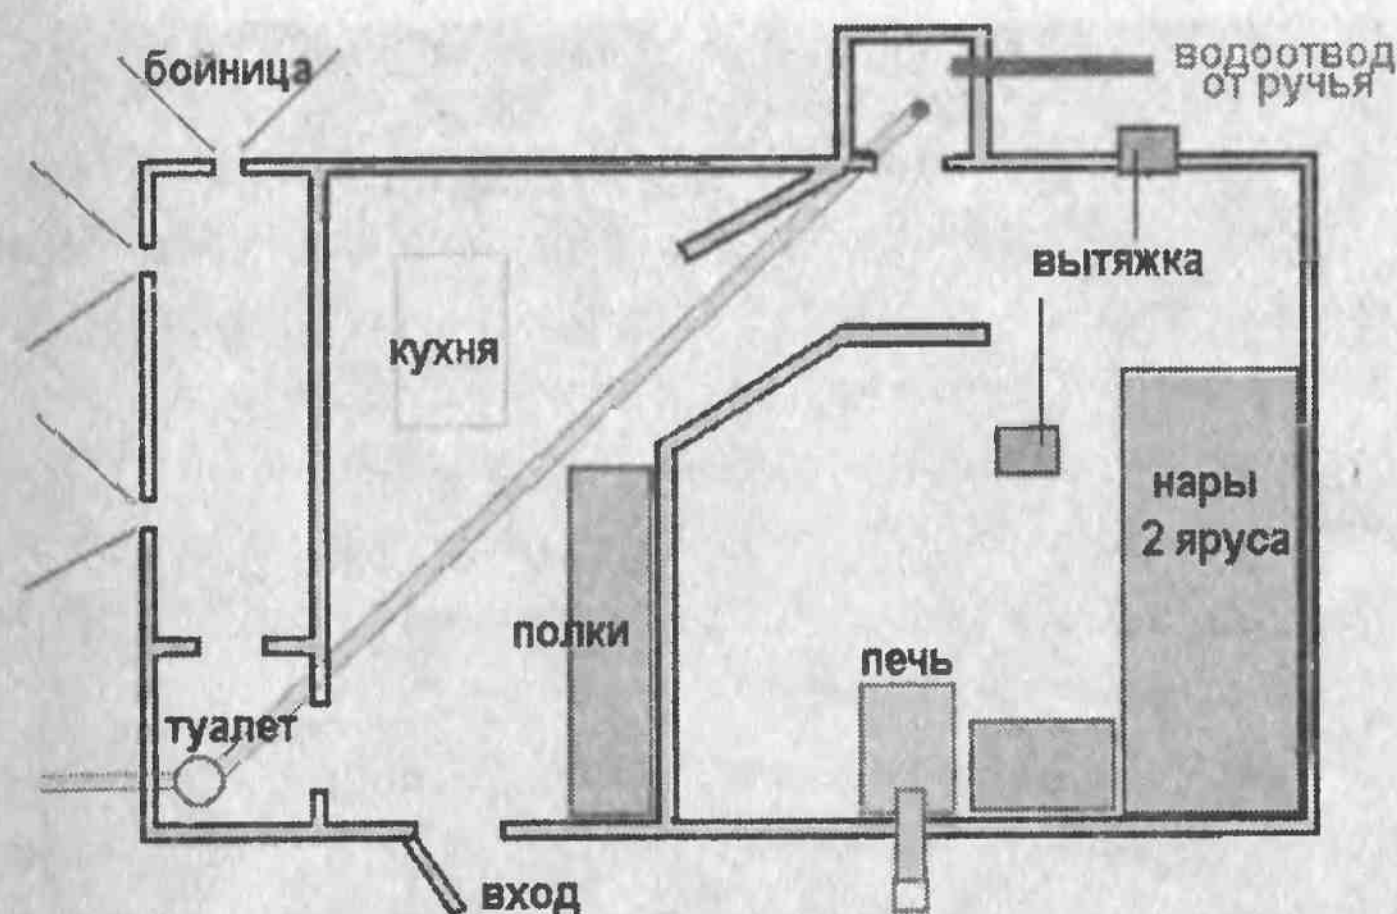 бойница
водоотвод
от ручья
вытяжка
кухня
нары
2 яруса
полки
печь
туалет
вход